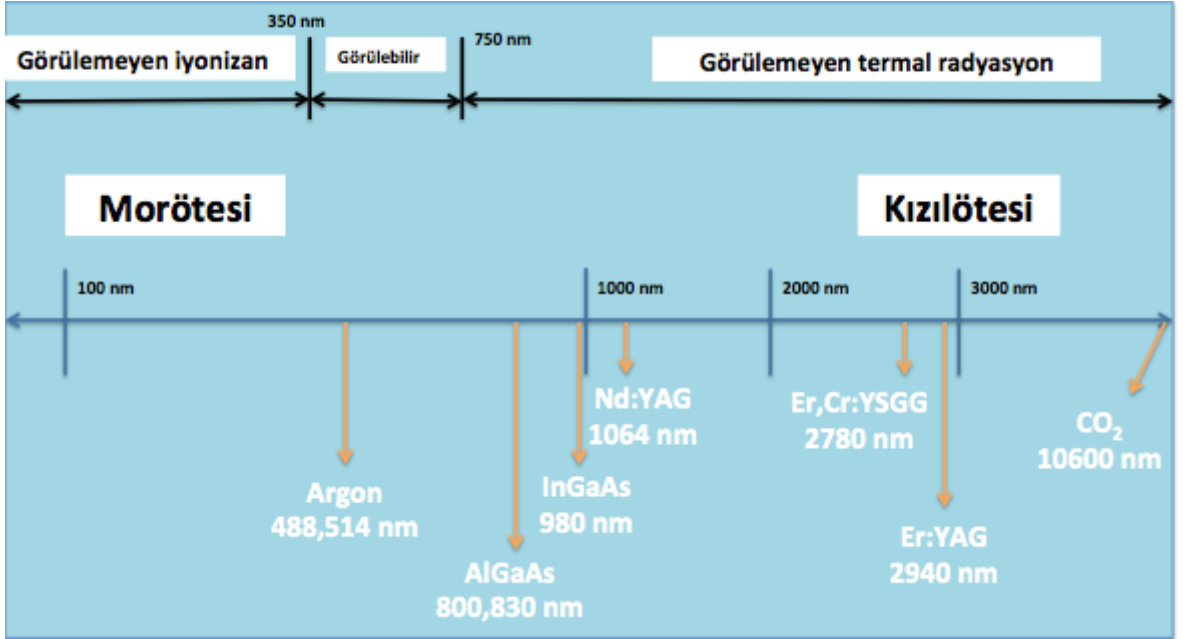 350 nm
750 nm
Görülemeyen iyonizan
Görülebilir
Görülemeyen termal radyasyon
Morötesi
Kızılötesi
100 nm
1000 nm
2000 nm
3000 nm
Nd:YAG
1064 nm
Er,Cr:YSGG
2780 nm
CO₂
10600 nm
Argon
488,514 nm
InGaAs
980 nm
Er:YAG
2940 nm
AlGaAs
800,830 nm